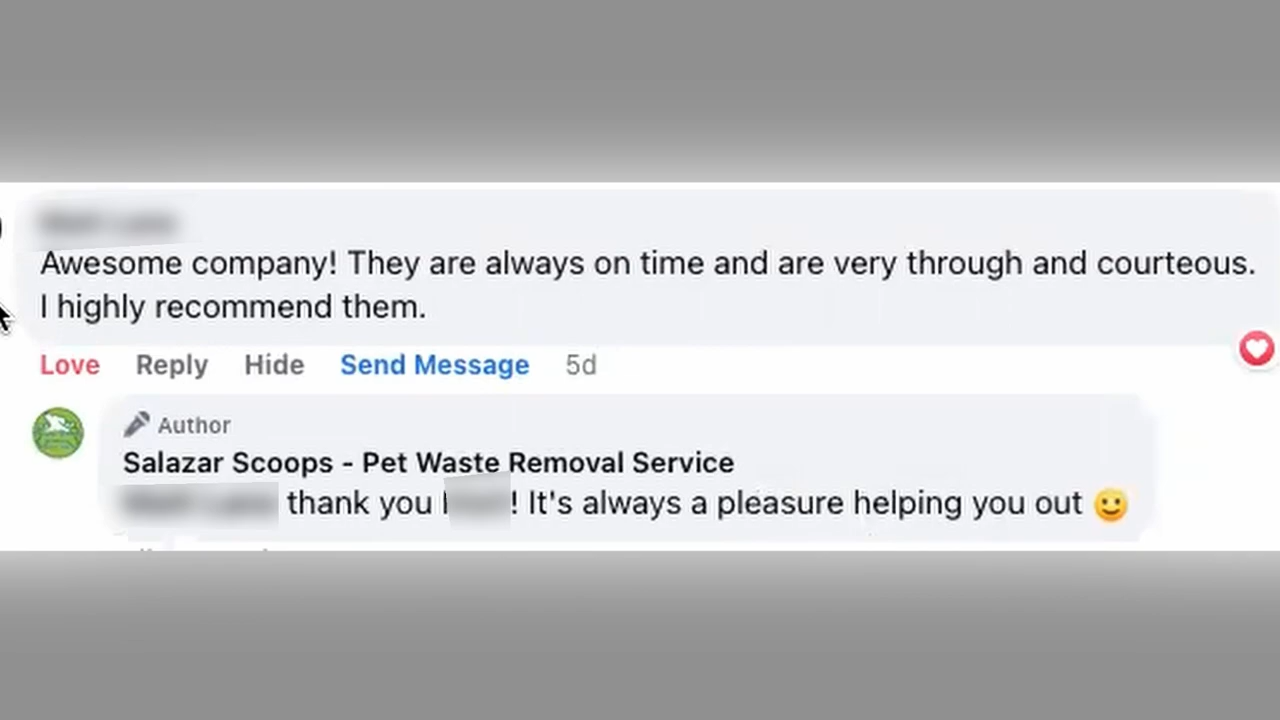 Awesome company! They are always on time and are very through and courteous.
I highly recommend them.
Love Reply Hide Send Message 5d
Author
Salazar Scoops - Pet Waste Removal Service
thank you ! It's always a pleasure helping you out 🙂